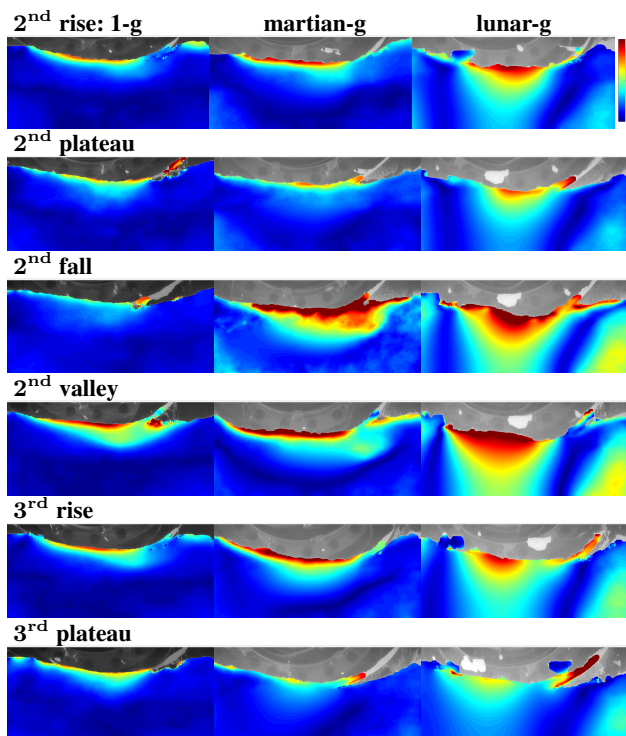 2nd rise: 1-g martian-g lunar-g
2nd plateau
2nd fall
2nd valley
3rd rise
3rd plateau